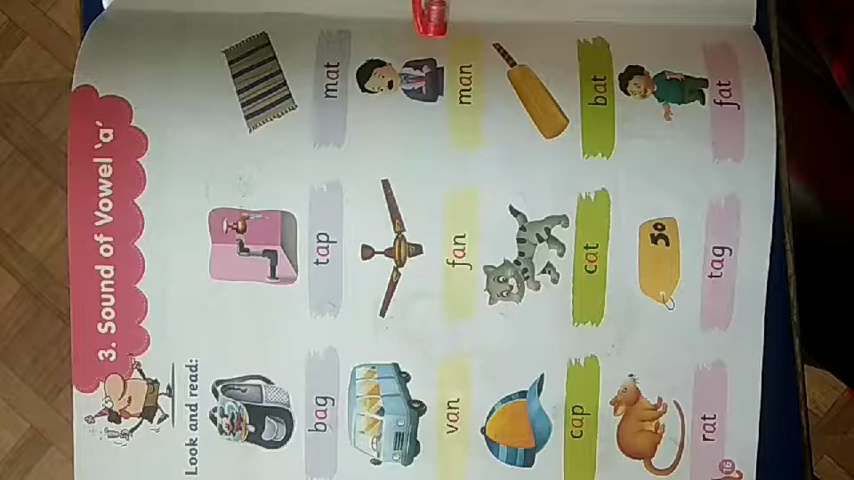 3. Sound of Vowel 'a'
Look and read:
bag tap mat
van fan man
cap cat bat
50
rat tag fat
16